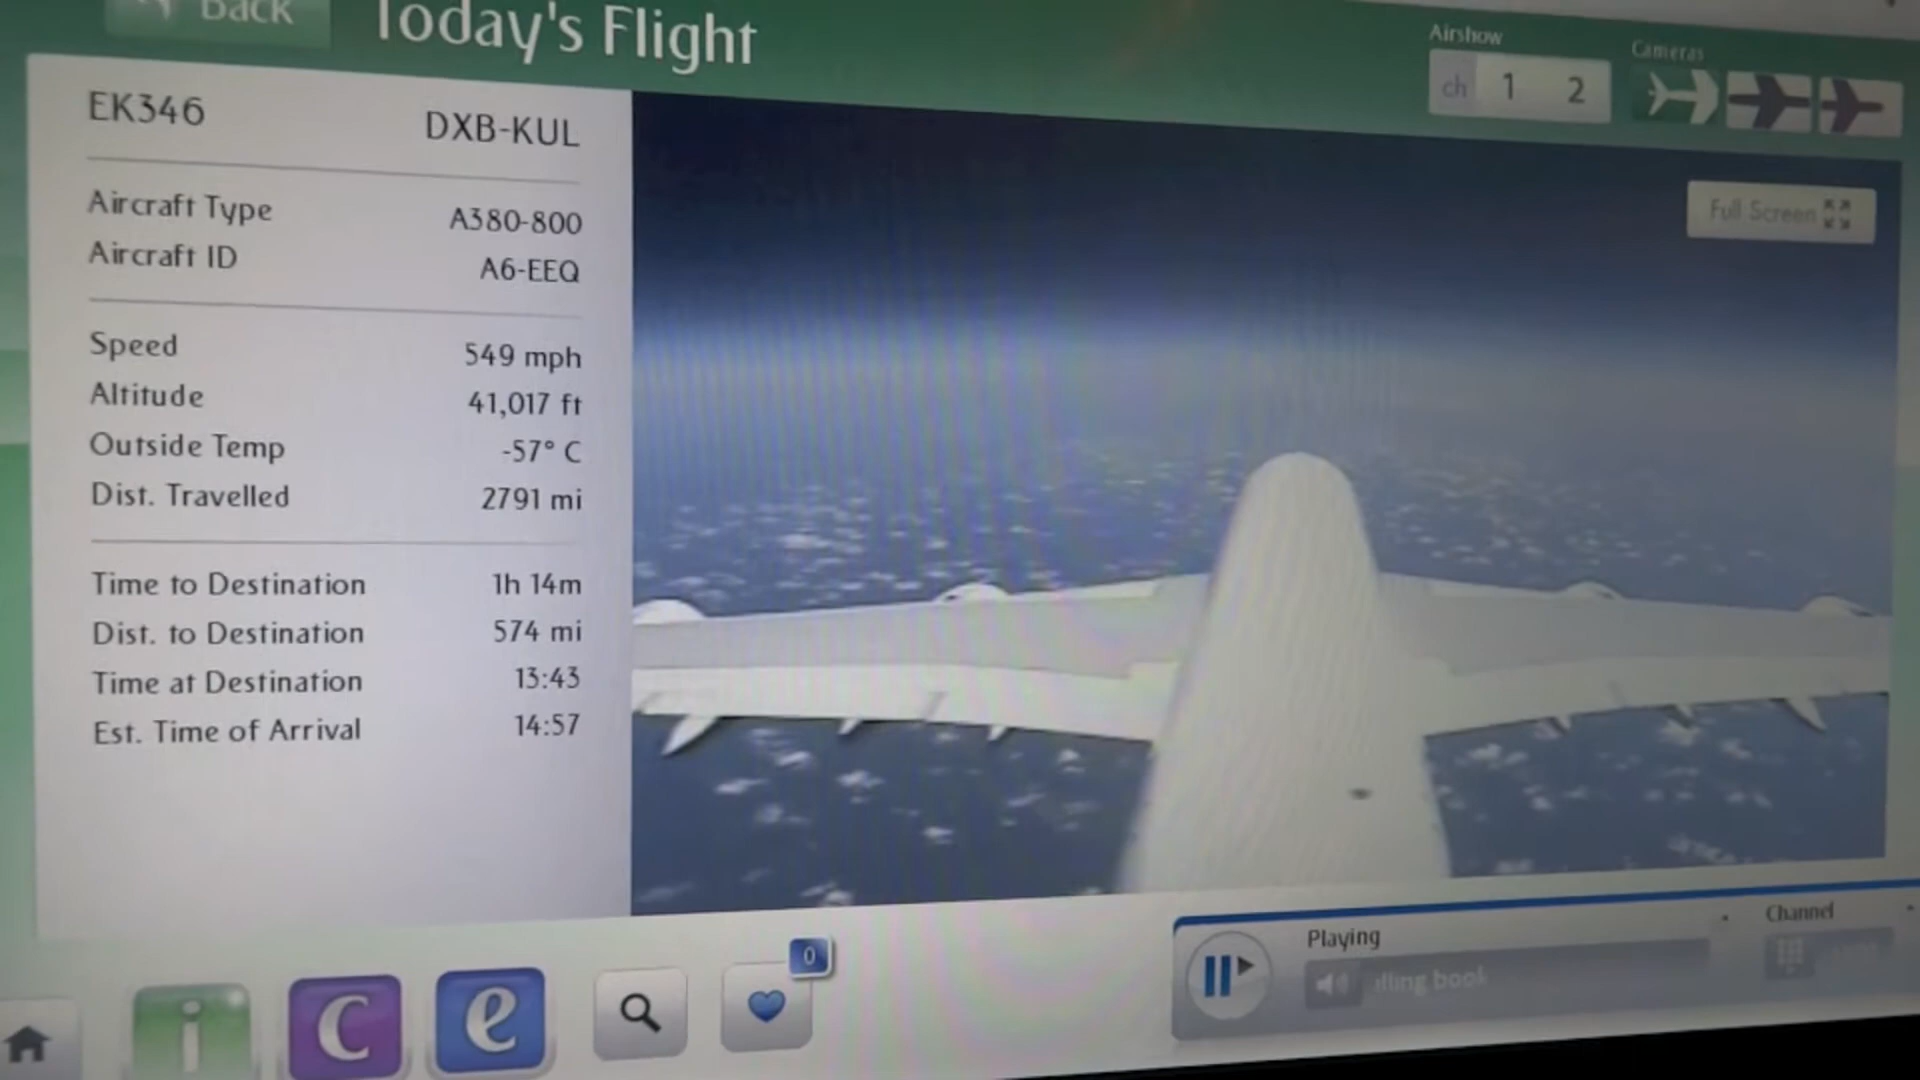 Back
Today's Flight
Airshow
ch 1 2
Cameras
EK346 DXB-KUL
Aircraft Type A380-800
Aircraft ID A6-EEQ
Speed 549 mph
Altitude 41,017 ft
Outside Temp -57° C
Dist. Travelled 2791 mi
Time to Destination 1h 14m
Dist. to Destination 574 mi
Time at Destination 13:43
Est. Time of Arrival 14:57
Full Screen
0
i c e
Playing
Channel
book